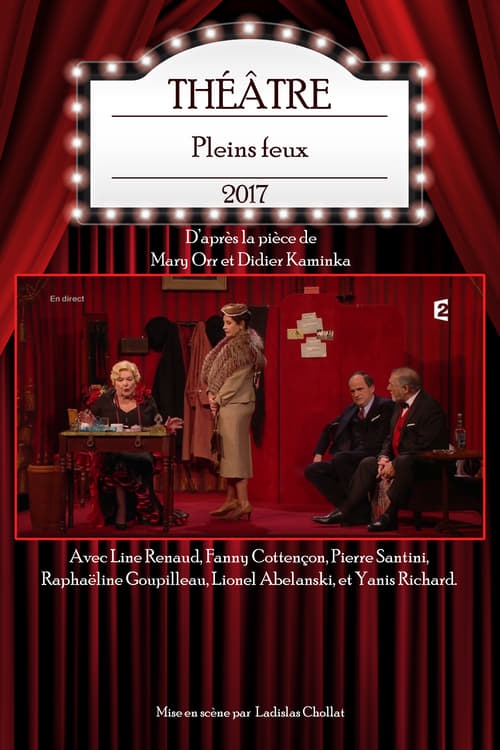 THÉÂTRE
Pleins feux
2017
D'après la pièce de
Mary Orr et Didier Kaminka
En direct
2
Avec Line Renaud, Fanny Cottençon, Pierre Santini,
Raphaëline Goupilleau, Lionel Abelanski, et Yanis Richard.
Mise en scène par Ladislas Chollat